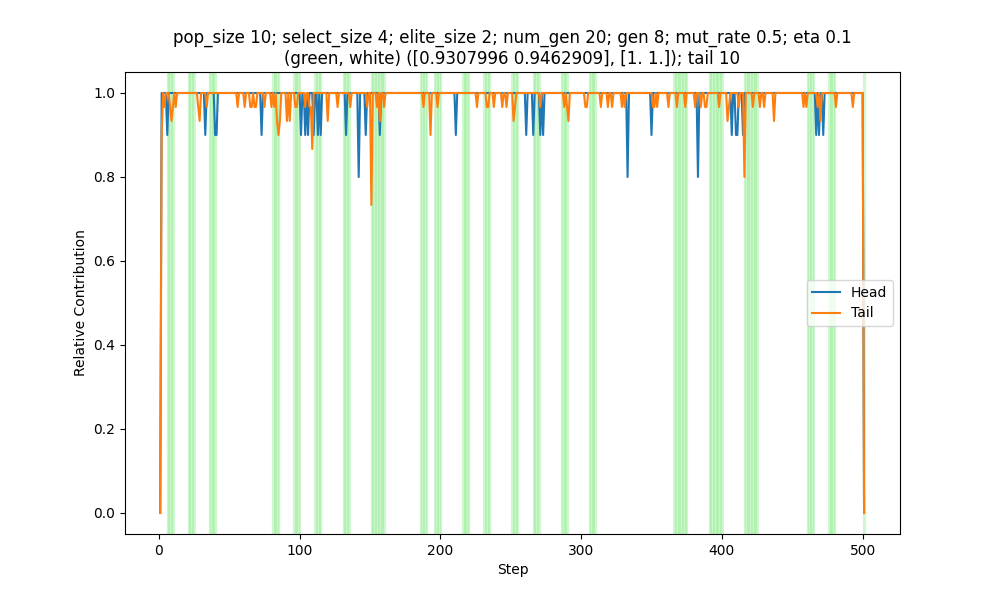 pop_size 10; select_size 4; elite_size 2; num_gen 20; gen 8; mut_rate 0.5; eta 0.1
(green, white) ([0.9307996 0.9462909], [1. 1.]); tail 10
1.0
0.8
0.6
0.4
0.2
0.0
Relative Contribution
Head
Tail
0
100
200
300
400
500
Step